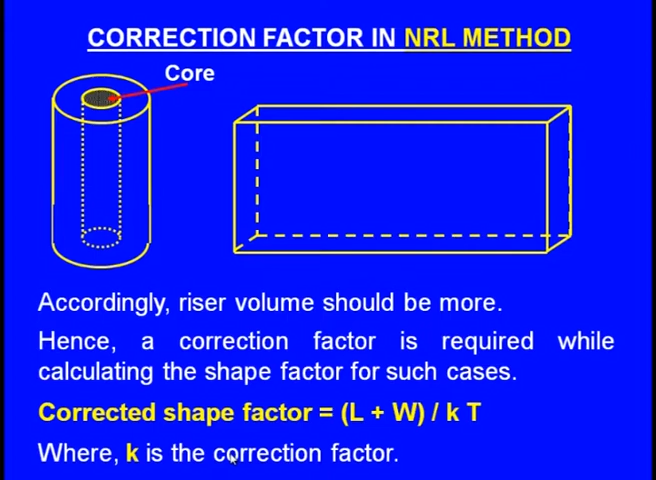 CORRECTION FACTOR IN NRL METHOD
Core
Accordingly, riser volume should be more.
Hence, a correction factor is required while
calculating the shape factor for such cases.
Corrected shape factor = (L + W) / k T
Where, k is the correction factor.